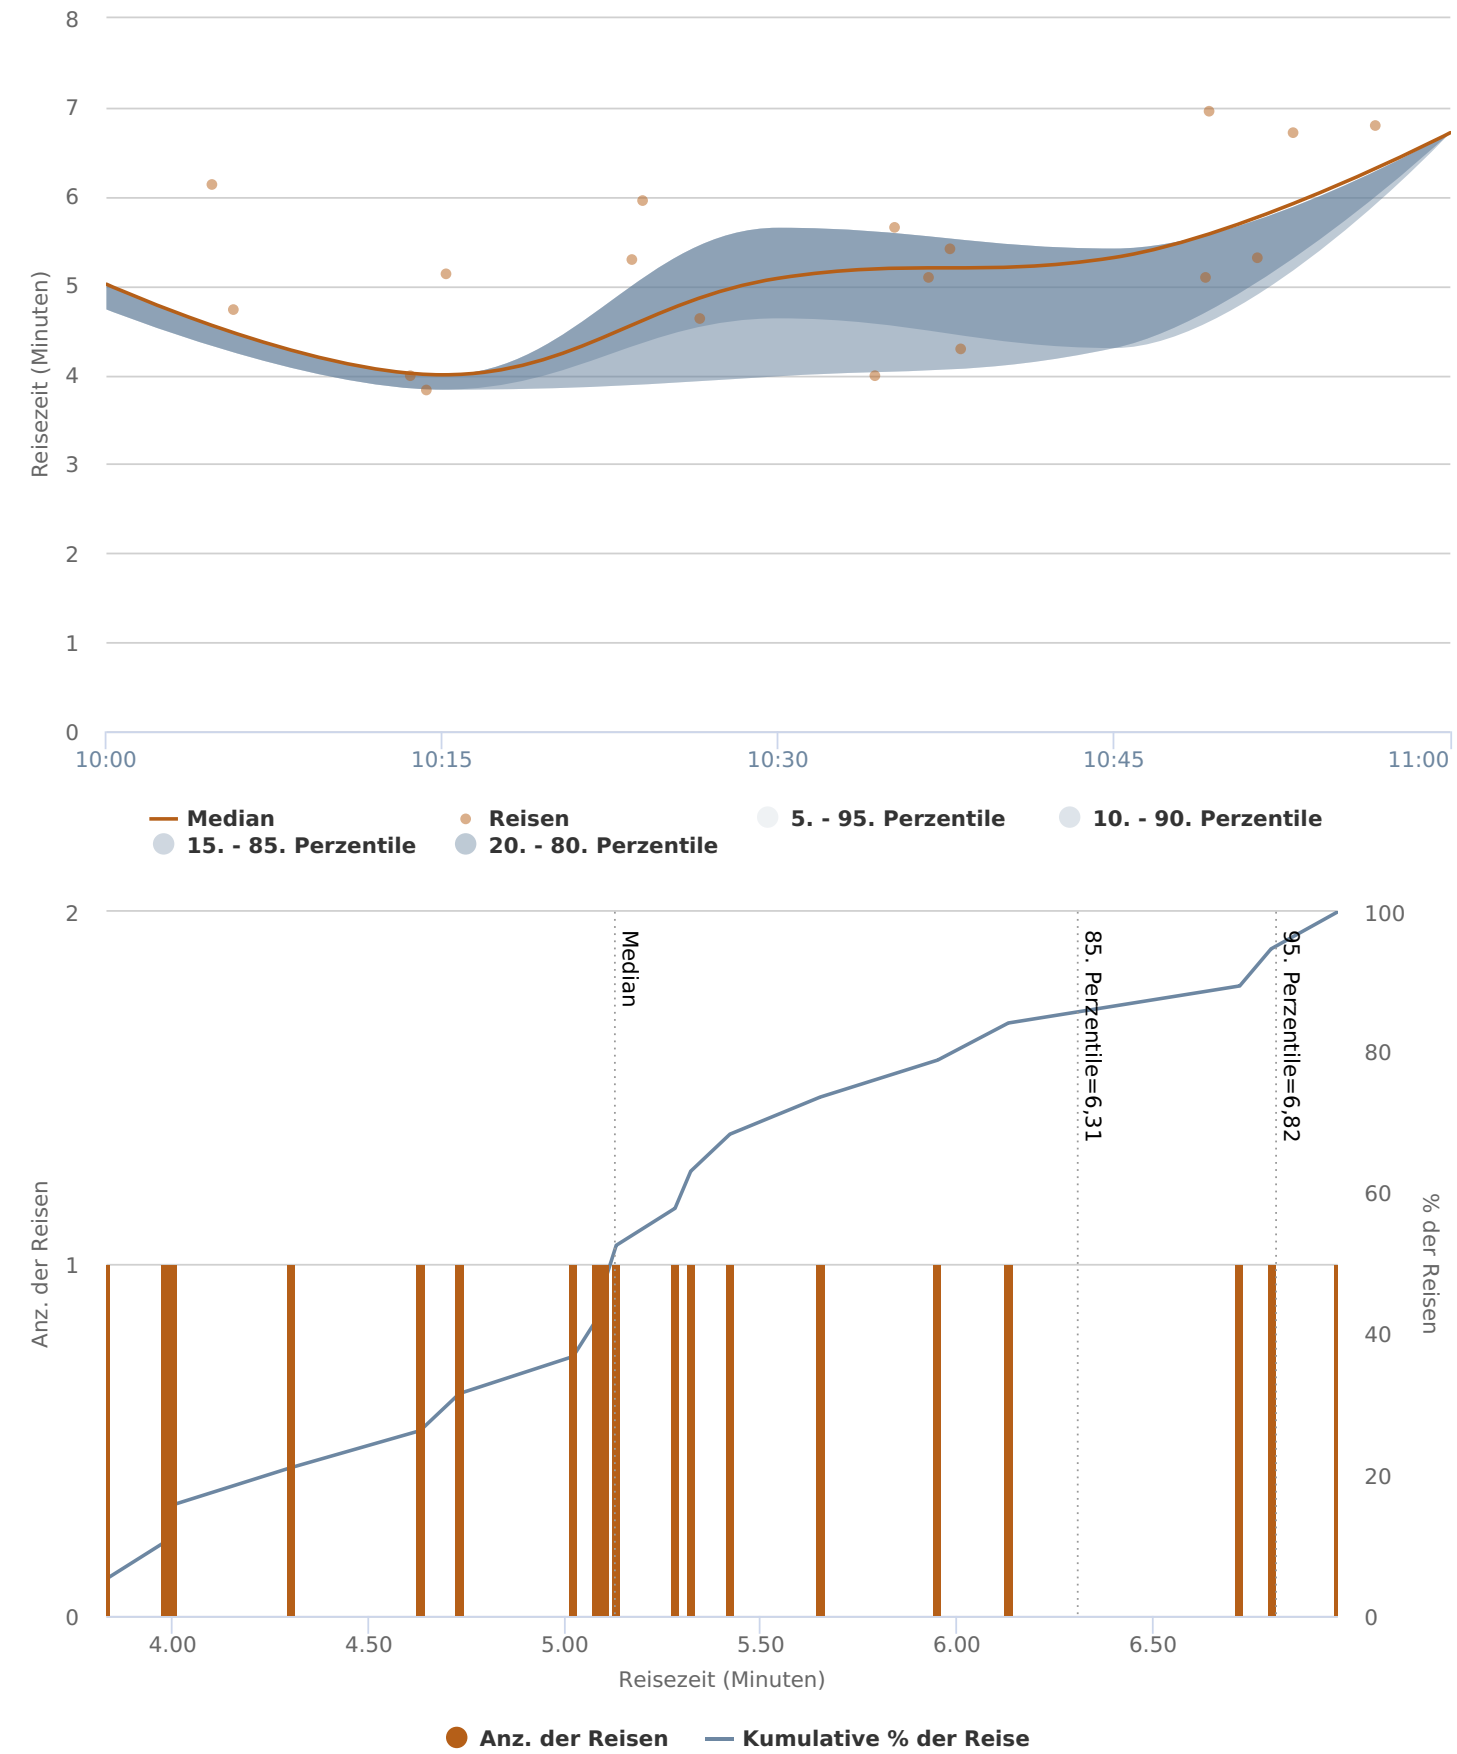 8
7
6
5
4
3
2
1
0
Reisezeit (Minuten)
10:00 10:15 10:30 10:45 11:00
Median Reisen 5. - 95. Perzentile 10. - 90. Perzentile
15. - 85. Perzentile 20. - 80. Perzentile
2
1
0
Anz. der Reisen
Median
85. Perzentile=6,31
95. Perzentile=6,82
100
80
60
40
20
0
% der Reisen
4.00 4.50 5.00 5.50 6.00 6.50
Reisezeit (Minuten)
Anz. der Reisen Kumulative % der Reise